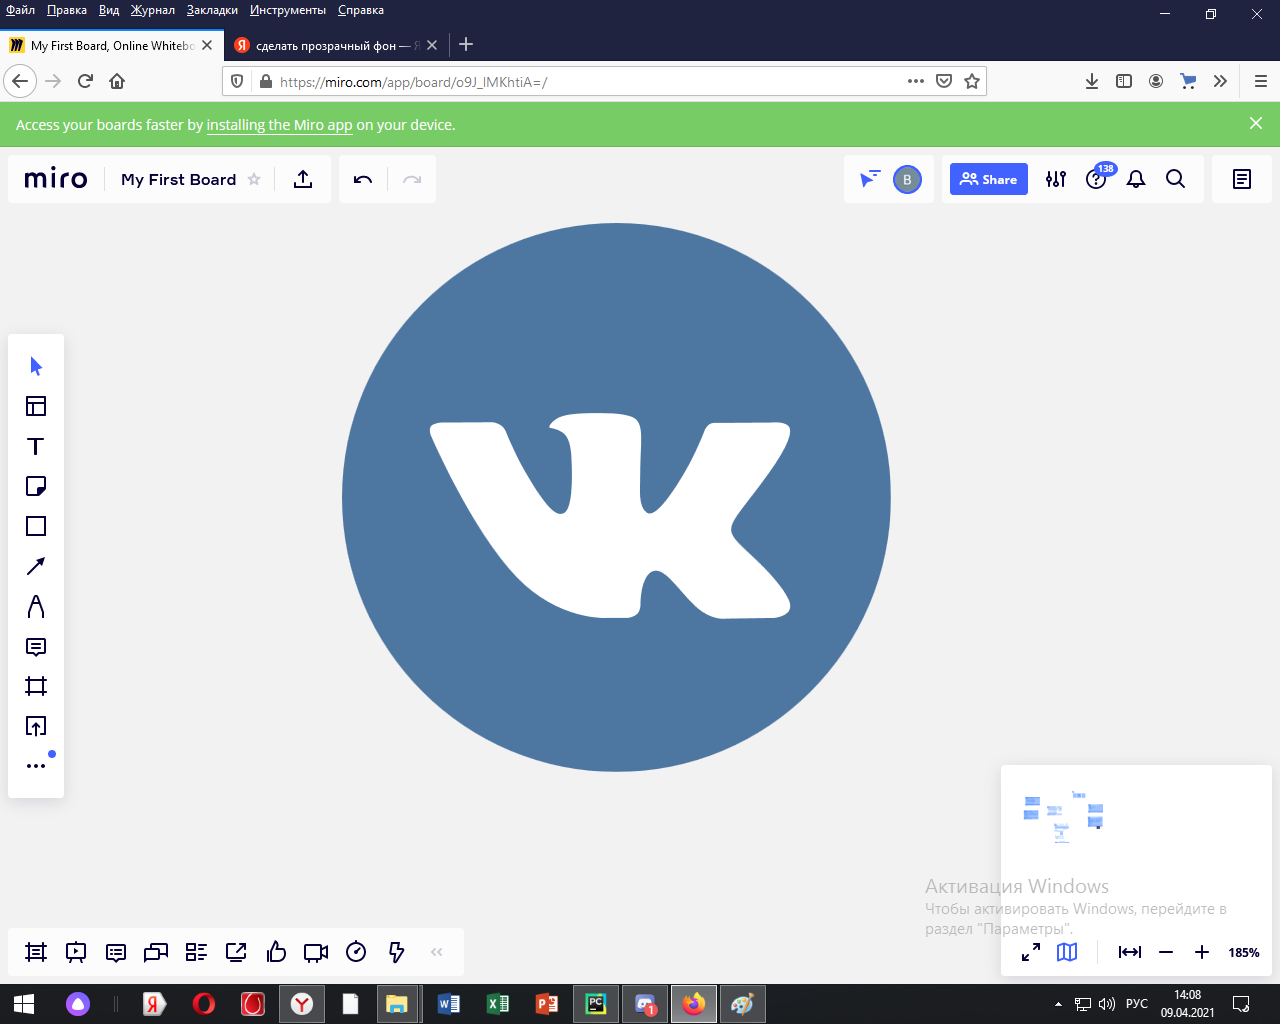 Файл Правка Вид Журнал Закладки Инструменты Справка
My First Board, Online Whitebo
сделать прозрачный фон — Я
https://miro.com/app/board/o9J_lMKhtiA=/
Access your boards faster by installing the Miro app on your device.
miro My First Board
B
Share
138
Активация Windows
Чтобы активировать Windows, перейдите в
раздел "Параметры".
185%
РУС
14:08
09.04.2021
1